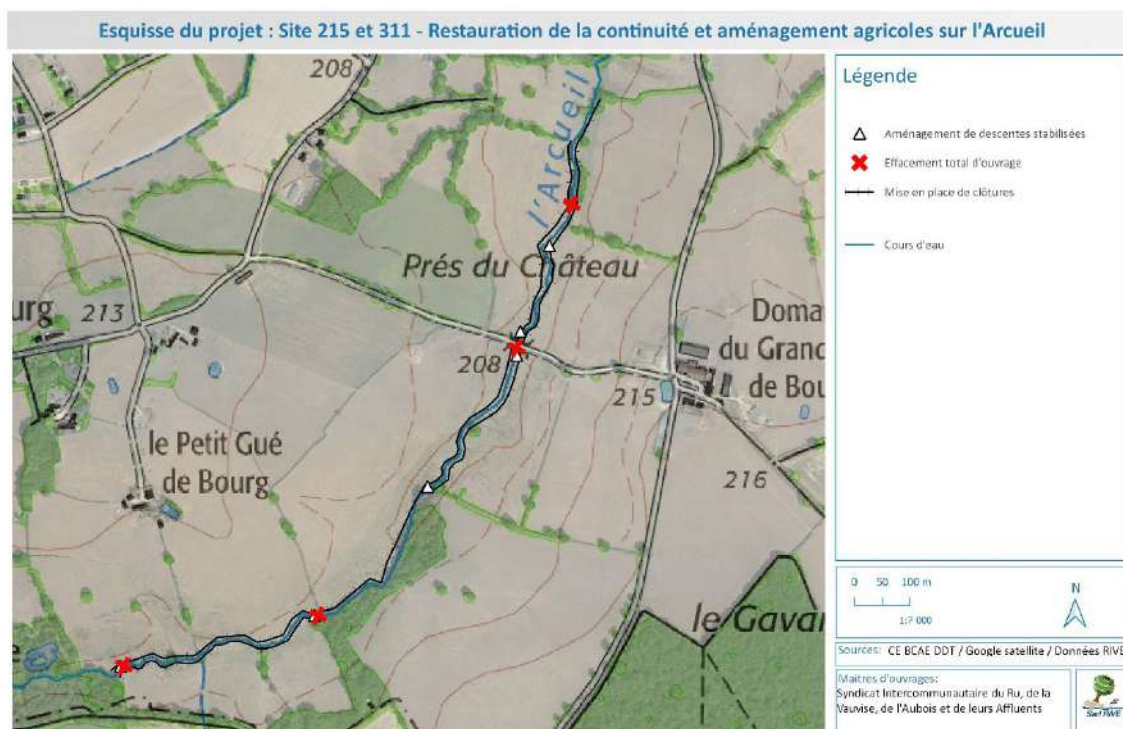 Esquisse du projet : Site 215 et 311 - Restauration de la continuité et aménagement agricoles sur l'Arcueil
208
l'Arcueil
Prés du Château
urg
213
208
Doma
du Grand
de Bou
215
le Petit Gué
de Bourg
216
le Gavai
e
Légende
Aménagement de descentes stabilisées
Effacement total d'ouvrage
Mise en place de clôtures
Cours d'eau
0 50 100 m
1:7 000
N
Sources: CE BCAE DDT / Google satellite / Données RIVE
Maitres d'ouvrages:
Syndicat Intercommunautaire du Ru, de la
Vauvise, de l'Aubois et de leurs Affluents